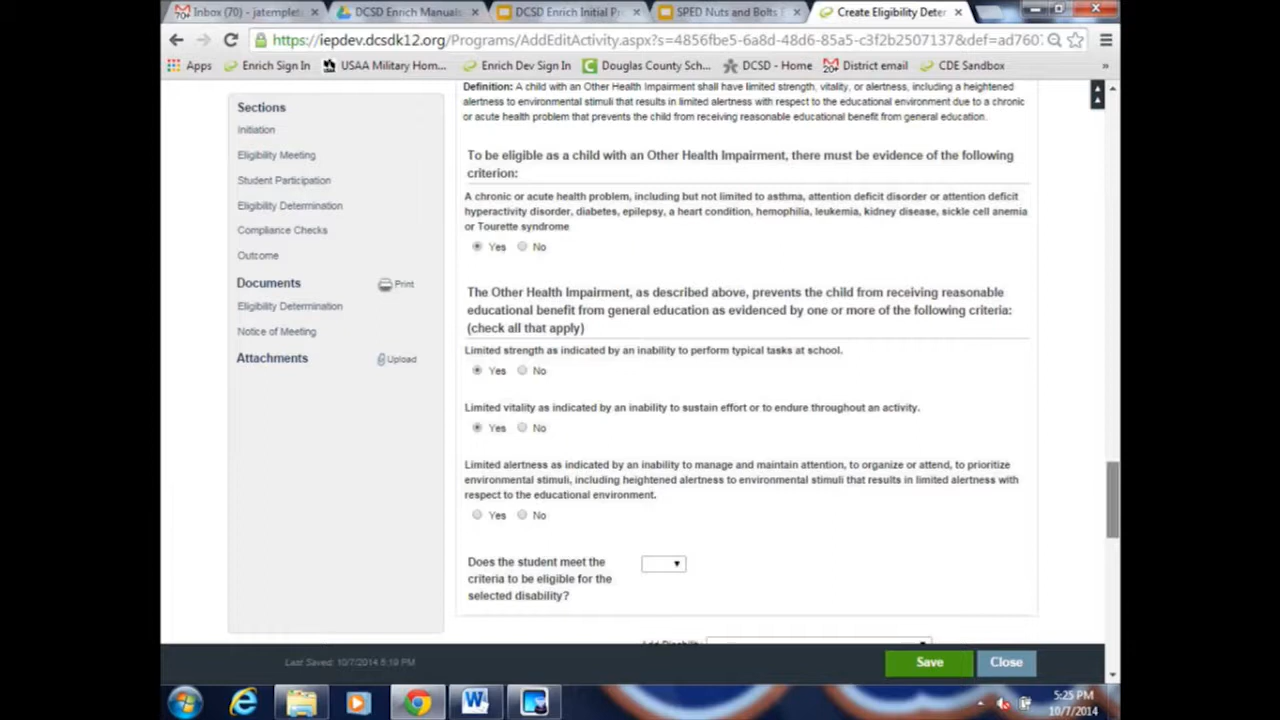 Inbox (70) - jatemplet
DCSD Enrich Manuals
DCSD Enrich Initial Pr
SPED Nuts and Bolts
Create Eligibility Deter
https://iepdev.dcsdk12.org/Programs/AddEditActivity.aspx?s=4856fbe5-6a8d-48d6-85a5-c3f2b2507137&def=ad760
Apps
Enrich Sign In
USAA Military Hom...
Enrich Dev Sign In
Douglas County Sch...
DCSD - Home
District email
CDE Sandbox
»
Sections
Initiation
Eligibility Meeting
Student Participation
Eligibility Determination
Compliance Checks
Outcome
Documents Print
Eligibility Determination
Notice of Meeting
Attachments Upload
Definition: A child with an Other Health Impairment shall have limited strength, vitality, or alertness, including a heightened
alertness to environmental stimuli that results in limited alertness with respect to the educational environment due to a chronic
or acute health problem that prevents the child from receiving reasonable educational benefit from general education.
To be eligible as a child with an Other Health Impairment, there must be evidence of the following
criterion:
A chronic or acute health problem, including but not limited to asthma, attention deficit disorder or attention deficit
hyperactivity disorder, diabetes, epilepsy, a heart condition, hemophilia, leukemia, kidney disease, sickle cell anemia
or Tourette syndrome
Yes No
The Other Health Impairment, as described above, prevents the child from receiving reasonable
educational benefit from general education as evidenced by one or more of the following criteria:
(check all that apply)
Limited strength as indicated by an inability to perform typical tasks at school.
Yes No
Limited vitality as indicated by an inability to sustain effort or to endure throughout an activity.
Yes No
Limited alertness as indicated by an inability to manage and maintain attention, to organize or attend, to prioritize
environmental stimuli, including heightened alertness to environmental stimuli that results in limited alertness with
respect to the educational environment.
Yes No
Does the student meet the
criteria to be eligible for the
selected disability?
Add Disability
Last Saved: 10/7/2014 5:19 PM
Save
Close
5:25 PM
10/7/2014